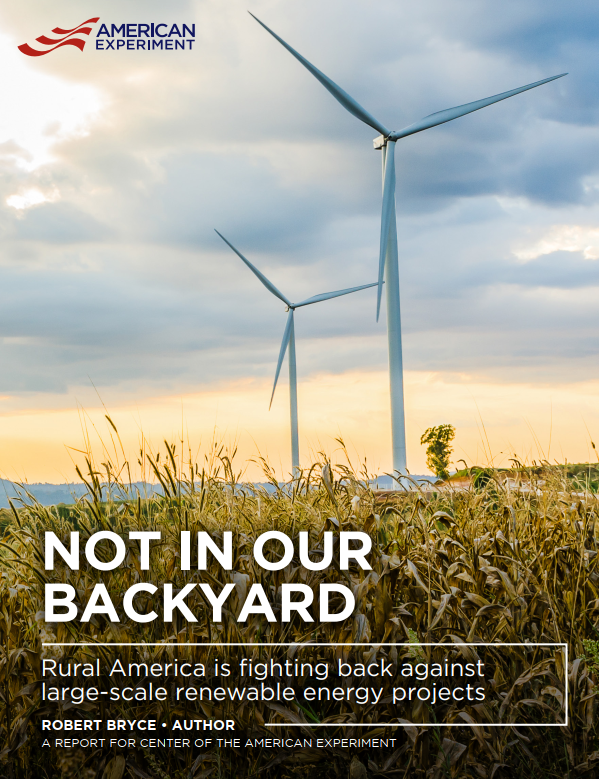 AMERICAN
EXPERIMENT
NOT IN OUR
BACKYARD
Rural America is fighting back against
large-scale renewable energy projects
ROBERT BRYCE • AUTHOR
A REPORT FOR CENTER OF THE AMERICAN EXPERIMENT